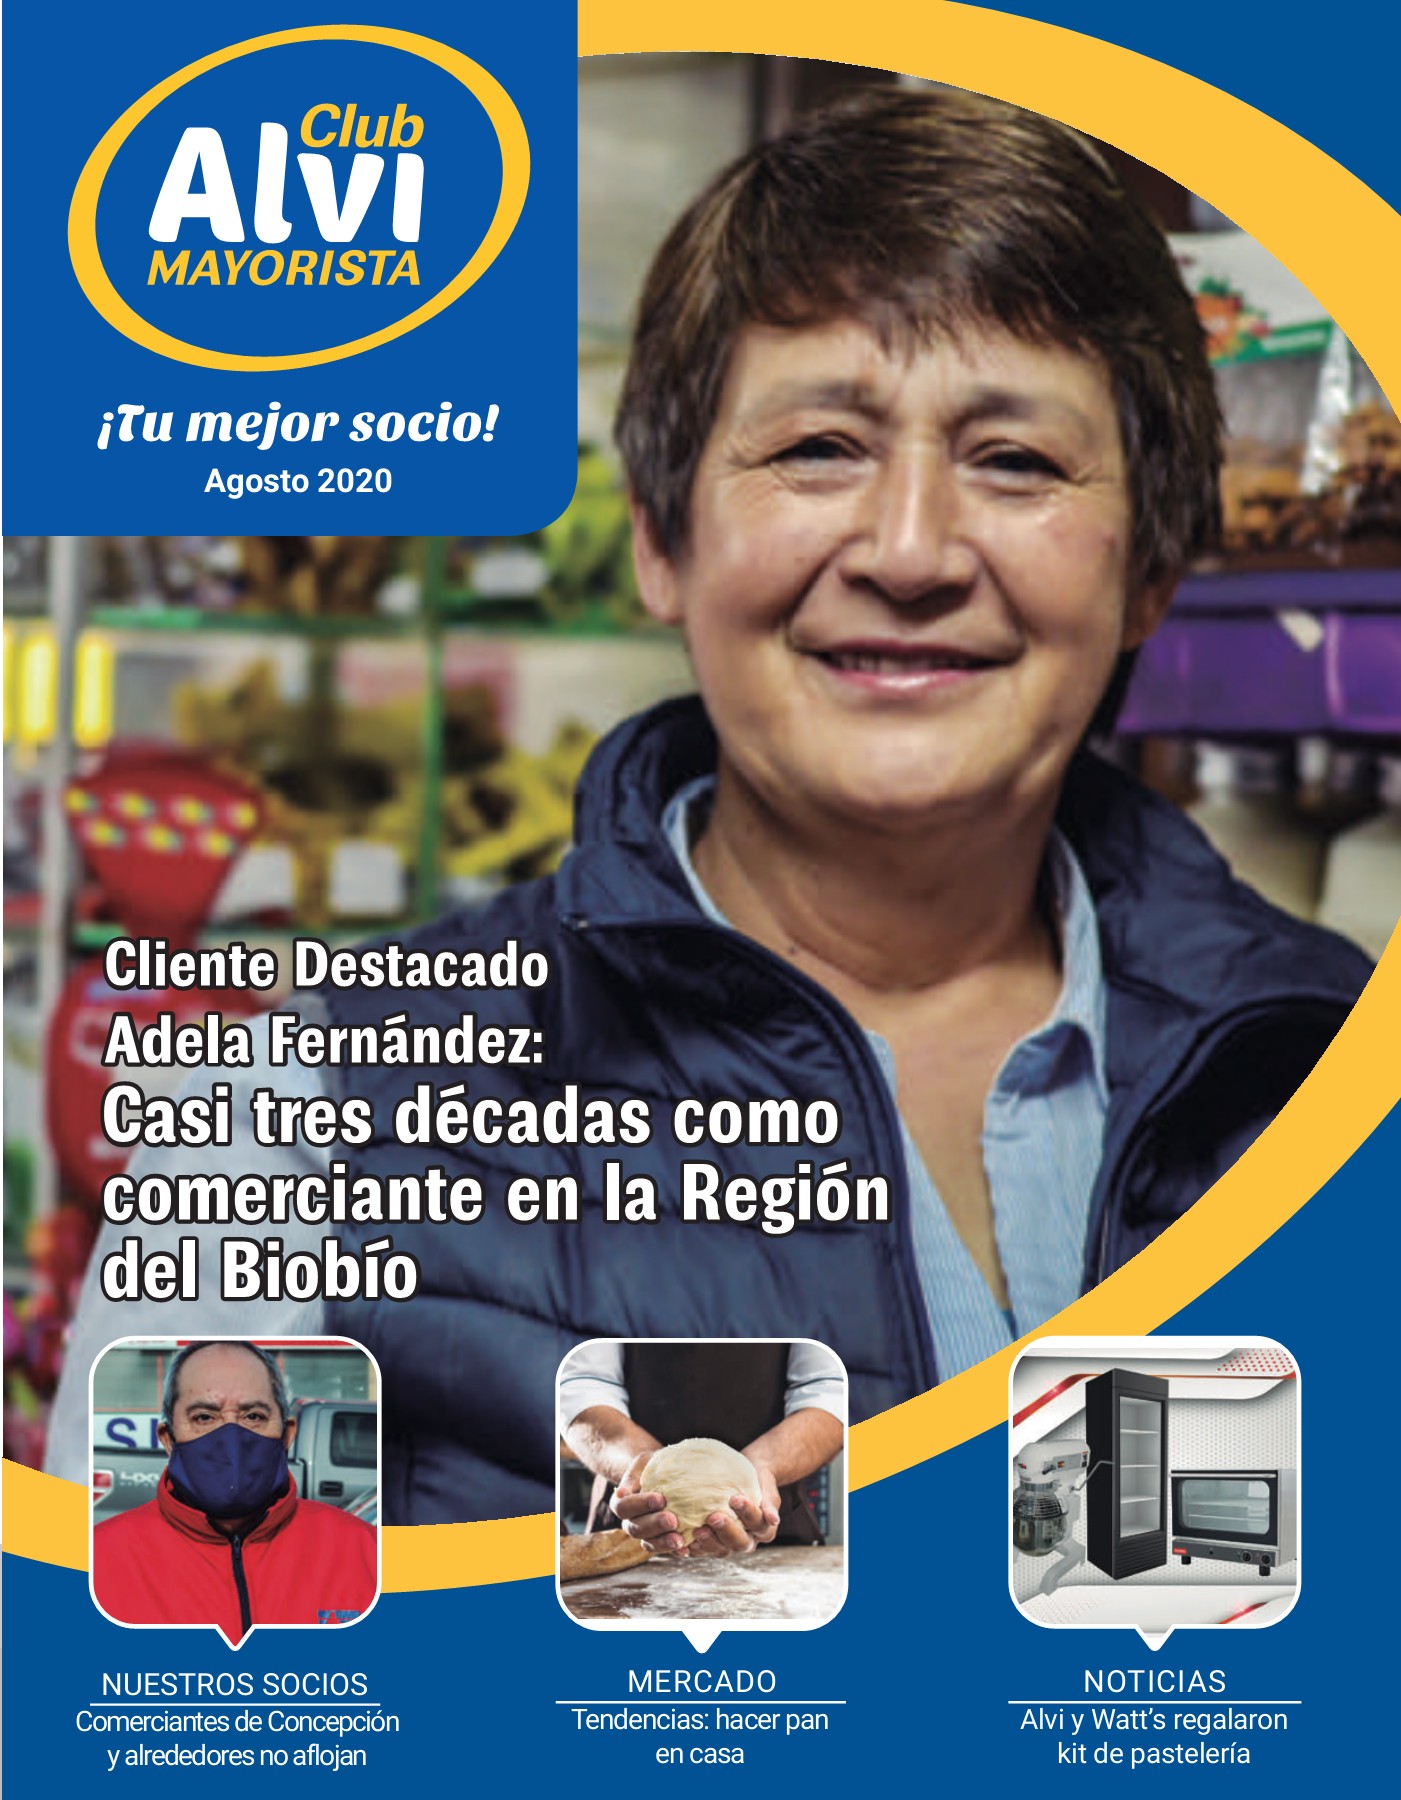 Club
Alvi
MAYORISTA
¡Tu mejor socio!
Agosto 2020
Cliente Destacado
Adela Fernández:
Casi tres décadas como
comerciante en la Región
del Biobío
NUESTROS SOCIOS
Comerciantes de Concepción
y alrededores no aflojan
MERCADO
Tendencias: hacer pan
en casa
NOTICIAS
Alvi y Watt's regalaron
kit de pastelería